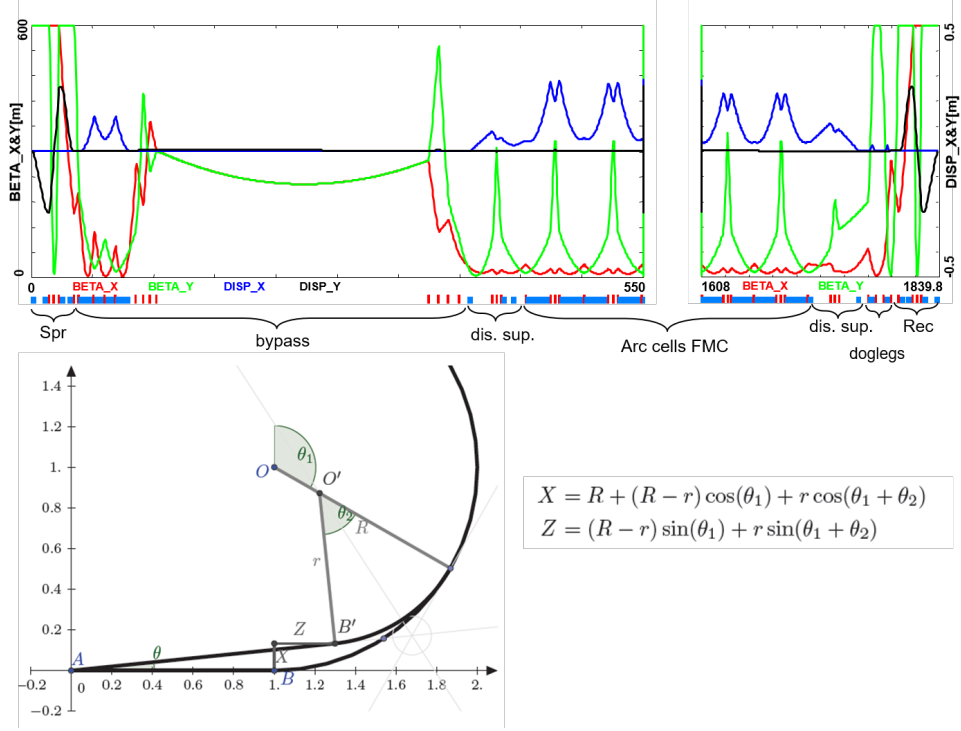 600
0.5
BETA_X&Y[m]
DISP_X&Y[m]
0
-0.5
0 BETA_X BETA_Y DISP_X DISP_Y 550
1608 BETA_X BETA_Y 1839.8
Spr
bypass
dis. sup.
Arc cells FMC
dis. sup.
doglegs
Rec
1.4
1.2
θ₁
1.
O
O′
0.8
θ₂
R
0.6
r
0.4
0.2
Z
B′
θ
X
A
B
−0.2 0 0.2 0.4 0.6 0.8 1. 1.2 1.4 1.6 1.8 2.
−0.2
X = R + (R − r) cos(θ₁) + r cos(θ₁ + θ₂)
Z = (R − r) sin(θ₁) + r sin(θ₁ + θ₂)